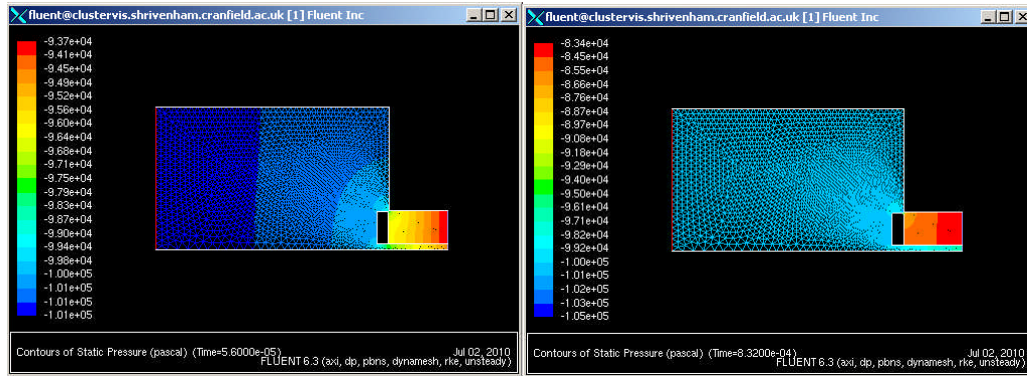 fluent@clustervis.shrivenham.cranfield.ac.uk [1] Fluent Inc
-9.37e+04
-9.41e+04
-9.45e+04
-9.49e+04
-9.52e+04
-9.56e+04
-9.60e+04
-9.64e+04
-9.68e+04
-9.71e+04
-9.75e+04
-9.79e+04
-9.83e+04
-9.87e+04
-9.90e+04
-9.94e+04
-9.98e+04
-1.00e+05
-1.01e+05
-1.01e+05
Contours of Static Pressure (pascal) (Time=5.6000e-05)
Jul 02, 2010
FLUENT 6.3 (axi, dp, pbns, dynamesh, rke, unsteady)
fluent@clustervis.shrivenham.cranfield.ac.uk [1] Fluent Inc
-8.34e+04
-8.45e+04
-8.55e+04
-8.66e+04
-8.76e+04
-8.87e+04
-8.97e+04
-9.08e+04
-9.18e+04
-9.29e+04
-9.40e+04
-9.50e+04
-9.61e+04
-9.71e+04
-9.82e+04
-9.92e+04
-1.00e+05
-1.01e+05
-1.02e+05
-1.03e+05
-1.05e+05
Contours of Static Pressure (pascal) (Time=8.3200e-04)
Jul 02, 2010
FLUENT 6.3 (axi, dp, pbns, dynamesh, rke, unsteady)